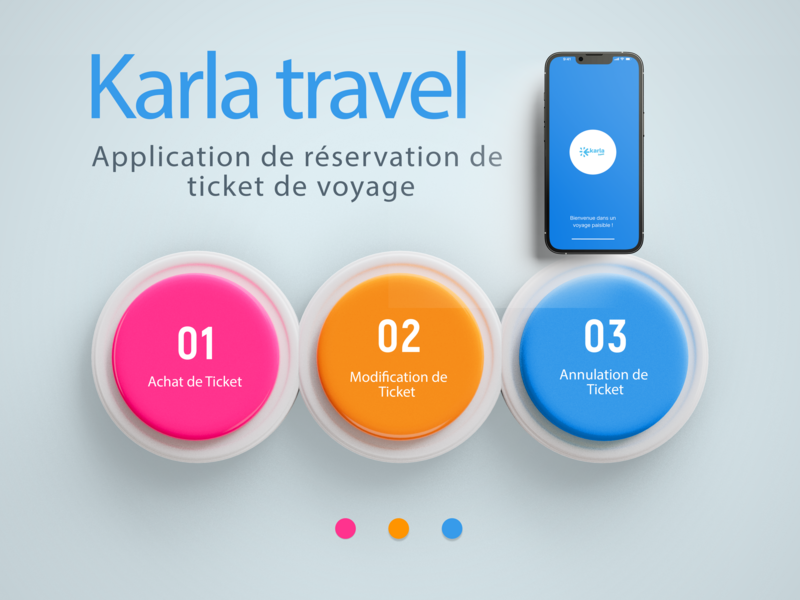 Karla travel
Application de réservation de
ticket de voyage
karla
Bienvenue dans un
voyage paisible !
01
Achat de Ticket
02
Modification de
Ticket
03
Annulation de
Ticket